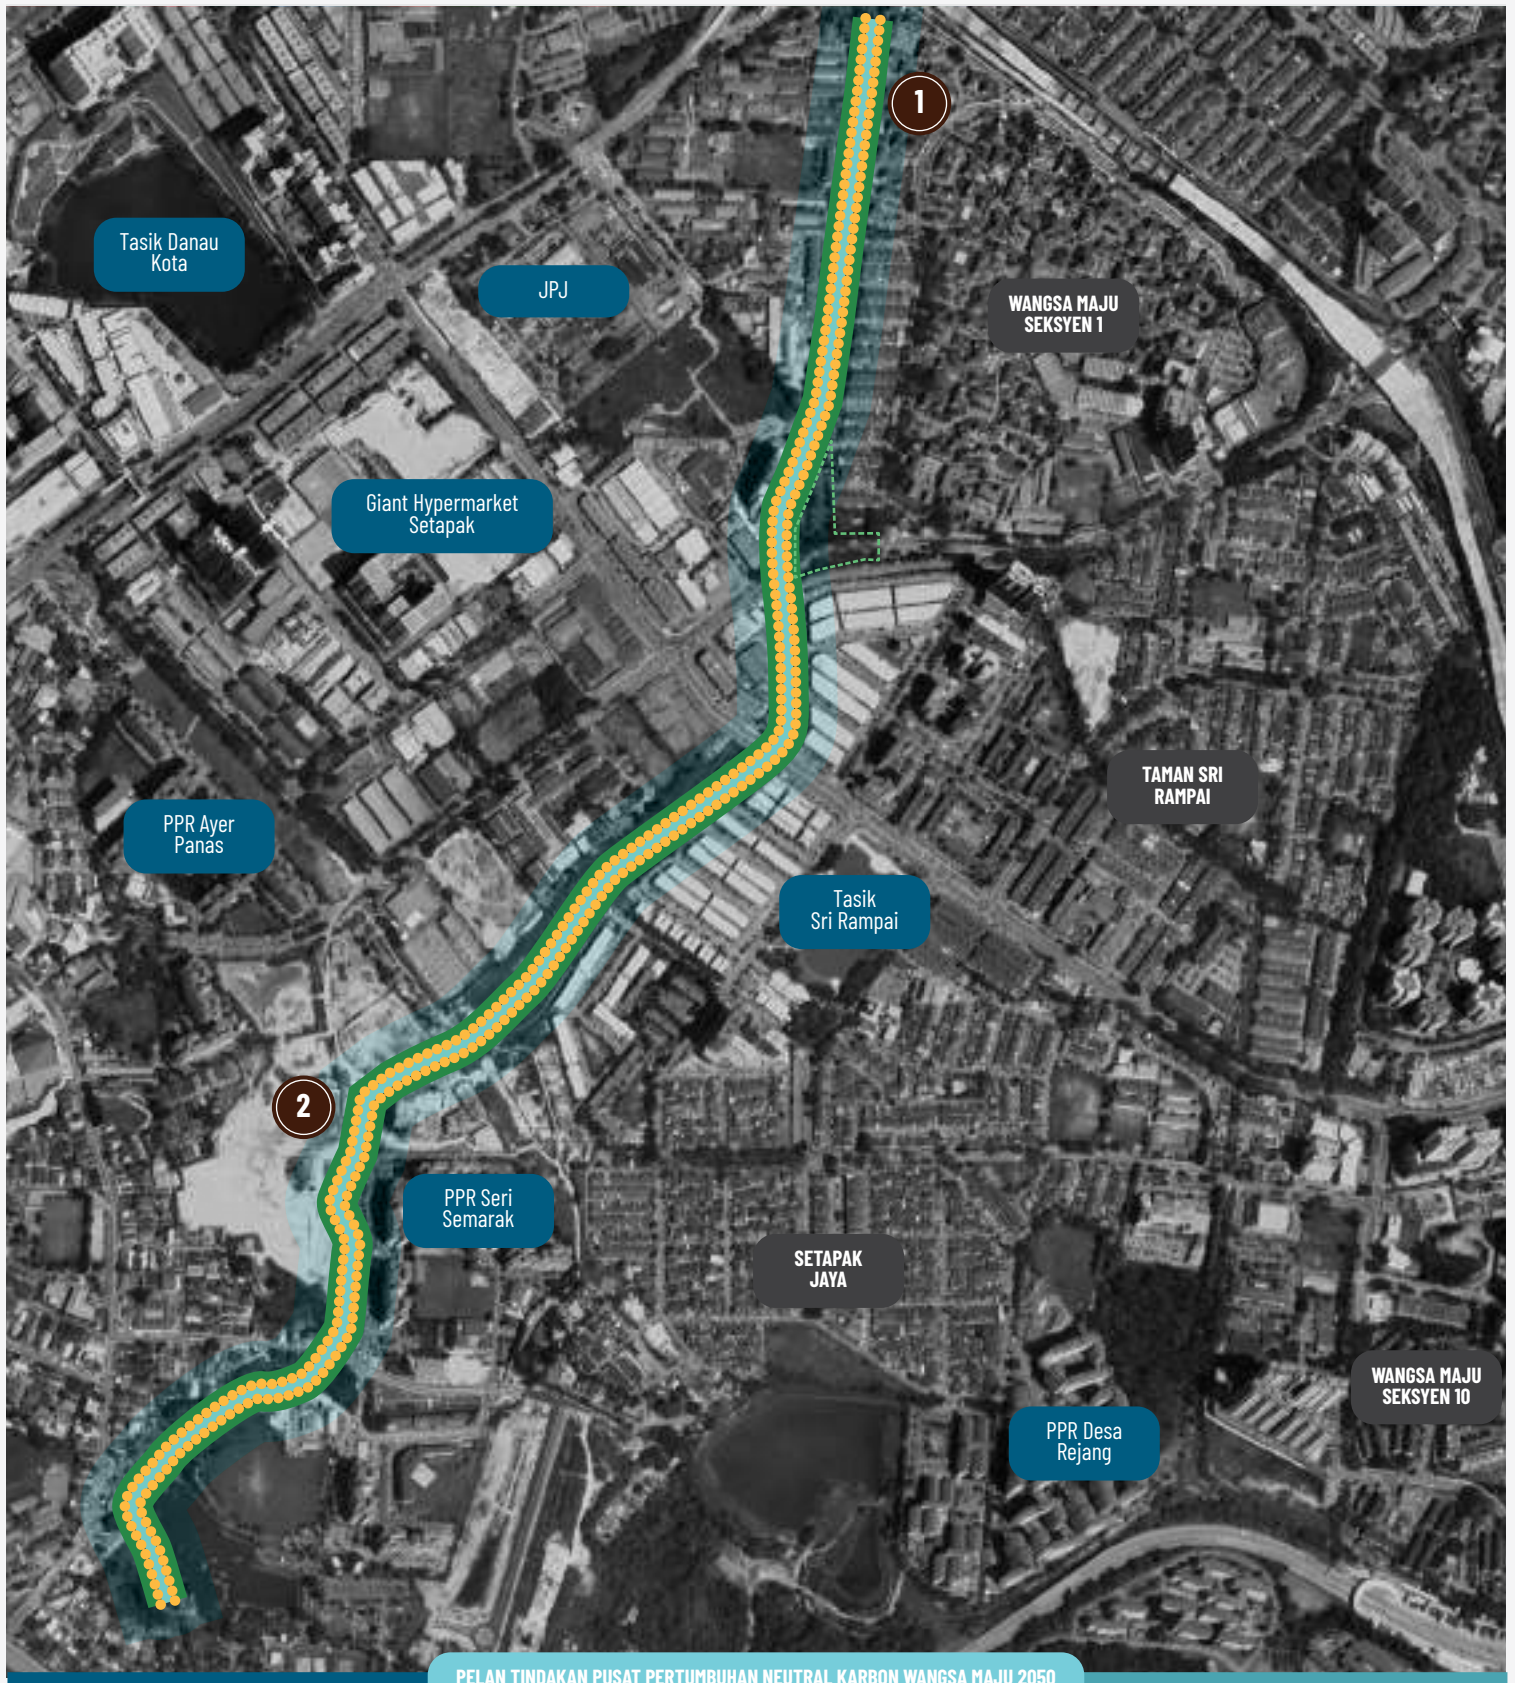 1
Tasik Danau
Kota
JPJ
WANGSA MAJU
SEKSYEN 1
Giant Hypermarket
Setapak
TAMAN SRI
RAMPAI
PPR Ayer
Panas
Tasik
Sri Rampai
2
PPR Seri
Semarak
SETAPAK
JAYA
WANGSA MAJU
SEKSYEN 10
PPR Desa
Rejang
PELAN TINDAKAN PUSAT PERTUMBUHAN NEUTRAL KARBON WANGSA MAJU 2050